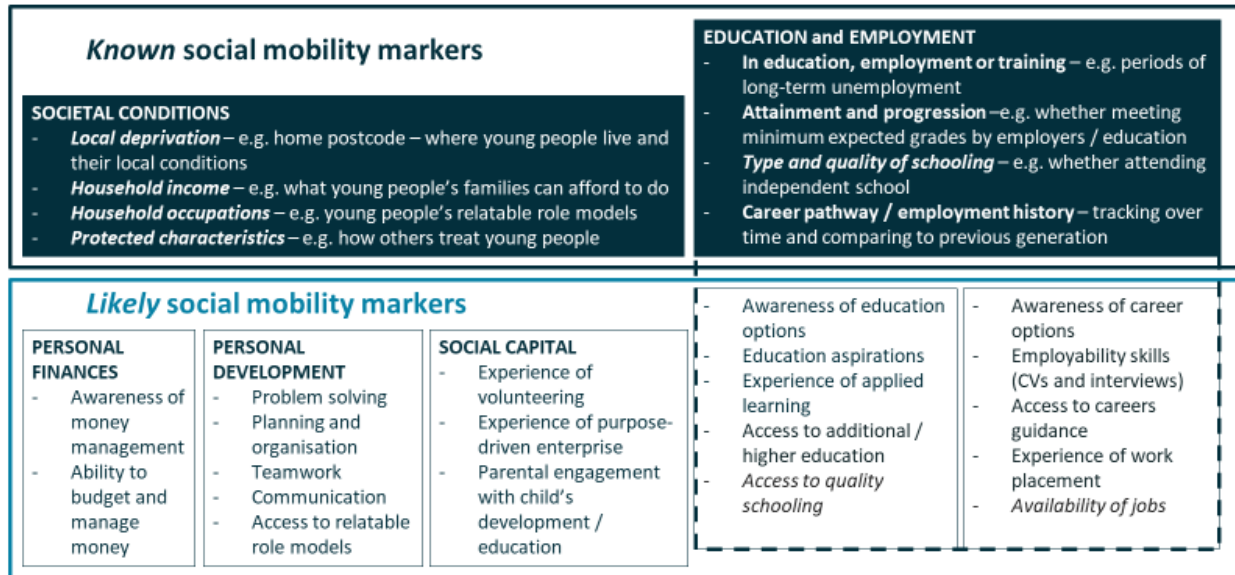 Known social mobility markers
SOCIETAL CONDITIONS
- Local deprivation – e.g. home postcode – where young people live and
their local conditions
- Household income – e.g. what young people's families can afford to do
- Household occupations – e.g. young people's relatable role models
- Protected characteristics – e.g. how others treat young people
EDUCATION and EMPLOYMENT
- In education, employment or training – e.g. periods of
long-term unemployment
- Attainment and progression –e.g. whether meeting
minimum expected grades by employers / education
- Type and quality of schooling – e.g. whether attending
independent school
- Career pathway / employment history – tracking over
time and comparing to previous generation
Likely social mobility markers
PERSONAL
FINANCES
- Awareness of
money
management
- Ability to
budget and
manage
money
PERSONAL
DEVELOPMENT
- Problem solving
- Planning and
organisation
- Teamwork
- Communication
- Access to relatable
role models
SOCIAL CAPITAL
- Experience of
volunteering
- Experience of purpose-
driven enterprise
- Parental engagement
with child's
development /
education
- Awareness of education
options
- Education aspirations
- Experience of applied
learning
- Access to additional /
higher education
- Access to quality
schooling
- Awareness of career
options
- Employability skills
(CVs and interviews)
- Access to careers
guidance
- Experience of work
placement
- Availability of jobs